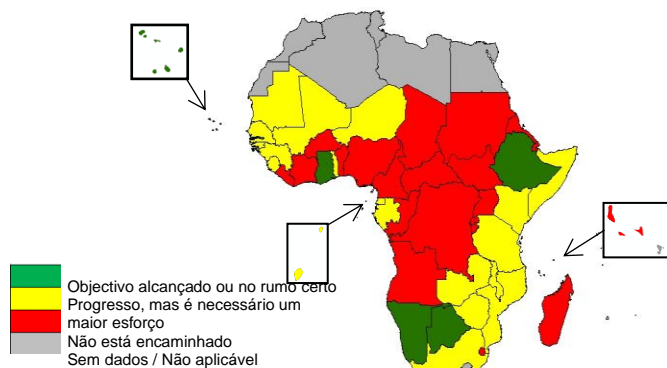 Objectivo alcançado ou no rumo certo
Progresso, mas é necessário um
maior esforço
Não está encaminhado
Sem dados / Não aplicável